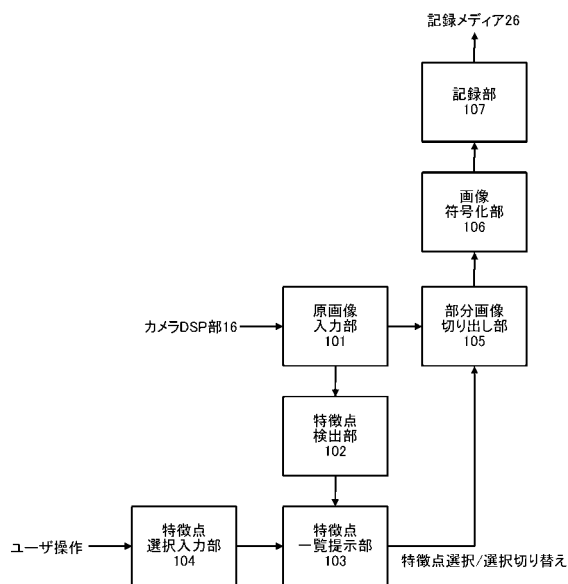 記録メディア26
記録部
107
画像
符号化部
106
カメラDSP部16
原画像
入力部
101
部分画像
切り出し部
105
特徴点
検出部
102
ユーザ操作
特徴点
選択入力部
104
特徴点
一覧提示部
103
特徴点選択/選択切り替え